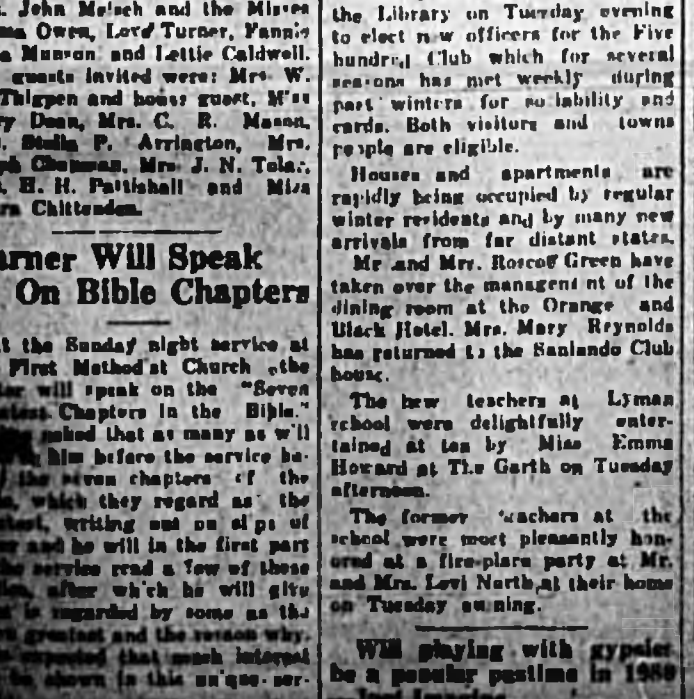 John Meisch and the Misses
Owen, Lord Turner, Fannie
Munson and Lettie Caldwell.
guests invited were: Mrs. W.
Thigpen and house guest, Miss
Dean, Mrs. C. R. Mason,
Stella P. Arrington, Mrs.
Chapman, Mrs. J. N. Tolar,
H. H. Pattishall and Miss
Chittenden.
arner Will Speak
On Bible Chapters
t the Sunday night service at
First Methodist Church the
will speak on the "Seven
Chapters in the Bible."
asked that as many as will
him before the service be-
the seven chapters of the
which they regard as the
writing out on slips of
and he will in the first part
service read a few of these
after which he will give
is regarded by some as the
greatest and the reason why.
expected that much interest
be shown in this unique ser-
the Library on Tuesday evening
to elect new officers for the Five
hundred Club which for several
seasons has met weekly during
past winters for sociability and
cards. Both visitors and towns
people are eligible.
Houses and apartments are
rapidly being occupied by regular
winter residents and by many new
arrivals from far distant states.
Mr. and Mrs. Roscoe Green have
taken over the management of the
dining room at the Orange and
Black Hotel. Mrs. Mary Reynolds
has returned to the Sanlando Club
house.
The new teachers at Lyman
school were delightfully enter-
tained at tea by Miss Emma
Howard at The Garth on Tuesday
afternoon.
The former teachers at the
school were most pleasantly hon-
ored at a fire-place party at Mr.
and Mrs. Levi North, at their home
on Tuesday evening.
Will playing with gypsies
be a popular pastime in 1980